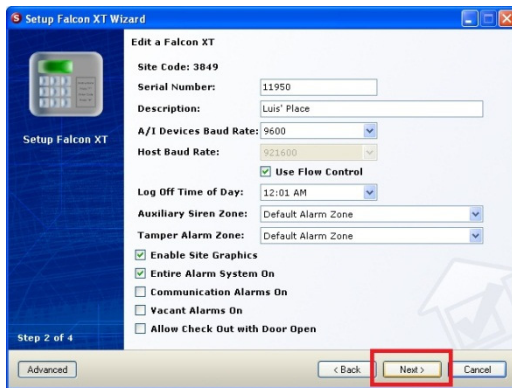 Setup Falcon XT Wizard
Edit a Falcon XT
Site Code: 3849
Serial Number: 11950
Description: Luis' Place
A/I Devices Baud Rate: 9600
Host Baud Rate: 921600
Use Flow Control
Log Off Time of Day: 12:01 AM
Auxiliary Siren Zone: Default Alarm Zone
Tamper Alarm Zone: Default Alarm Zone
Enable Site Graphics
Entire Alarm System On
Communication Alarms On
Vacant Alarms On
Allow Check Out with Door Open
Setup Falcon XT
Step 2 of 4
Advanced < Back Next > Cancel